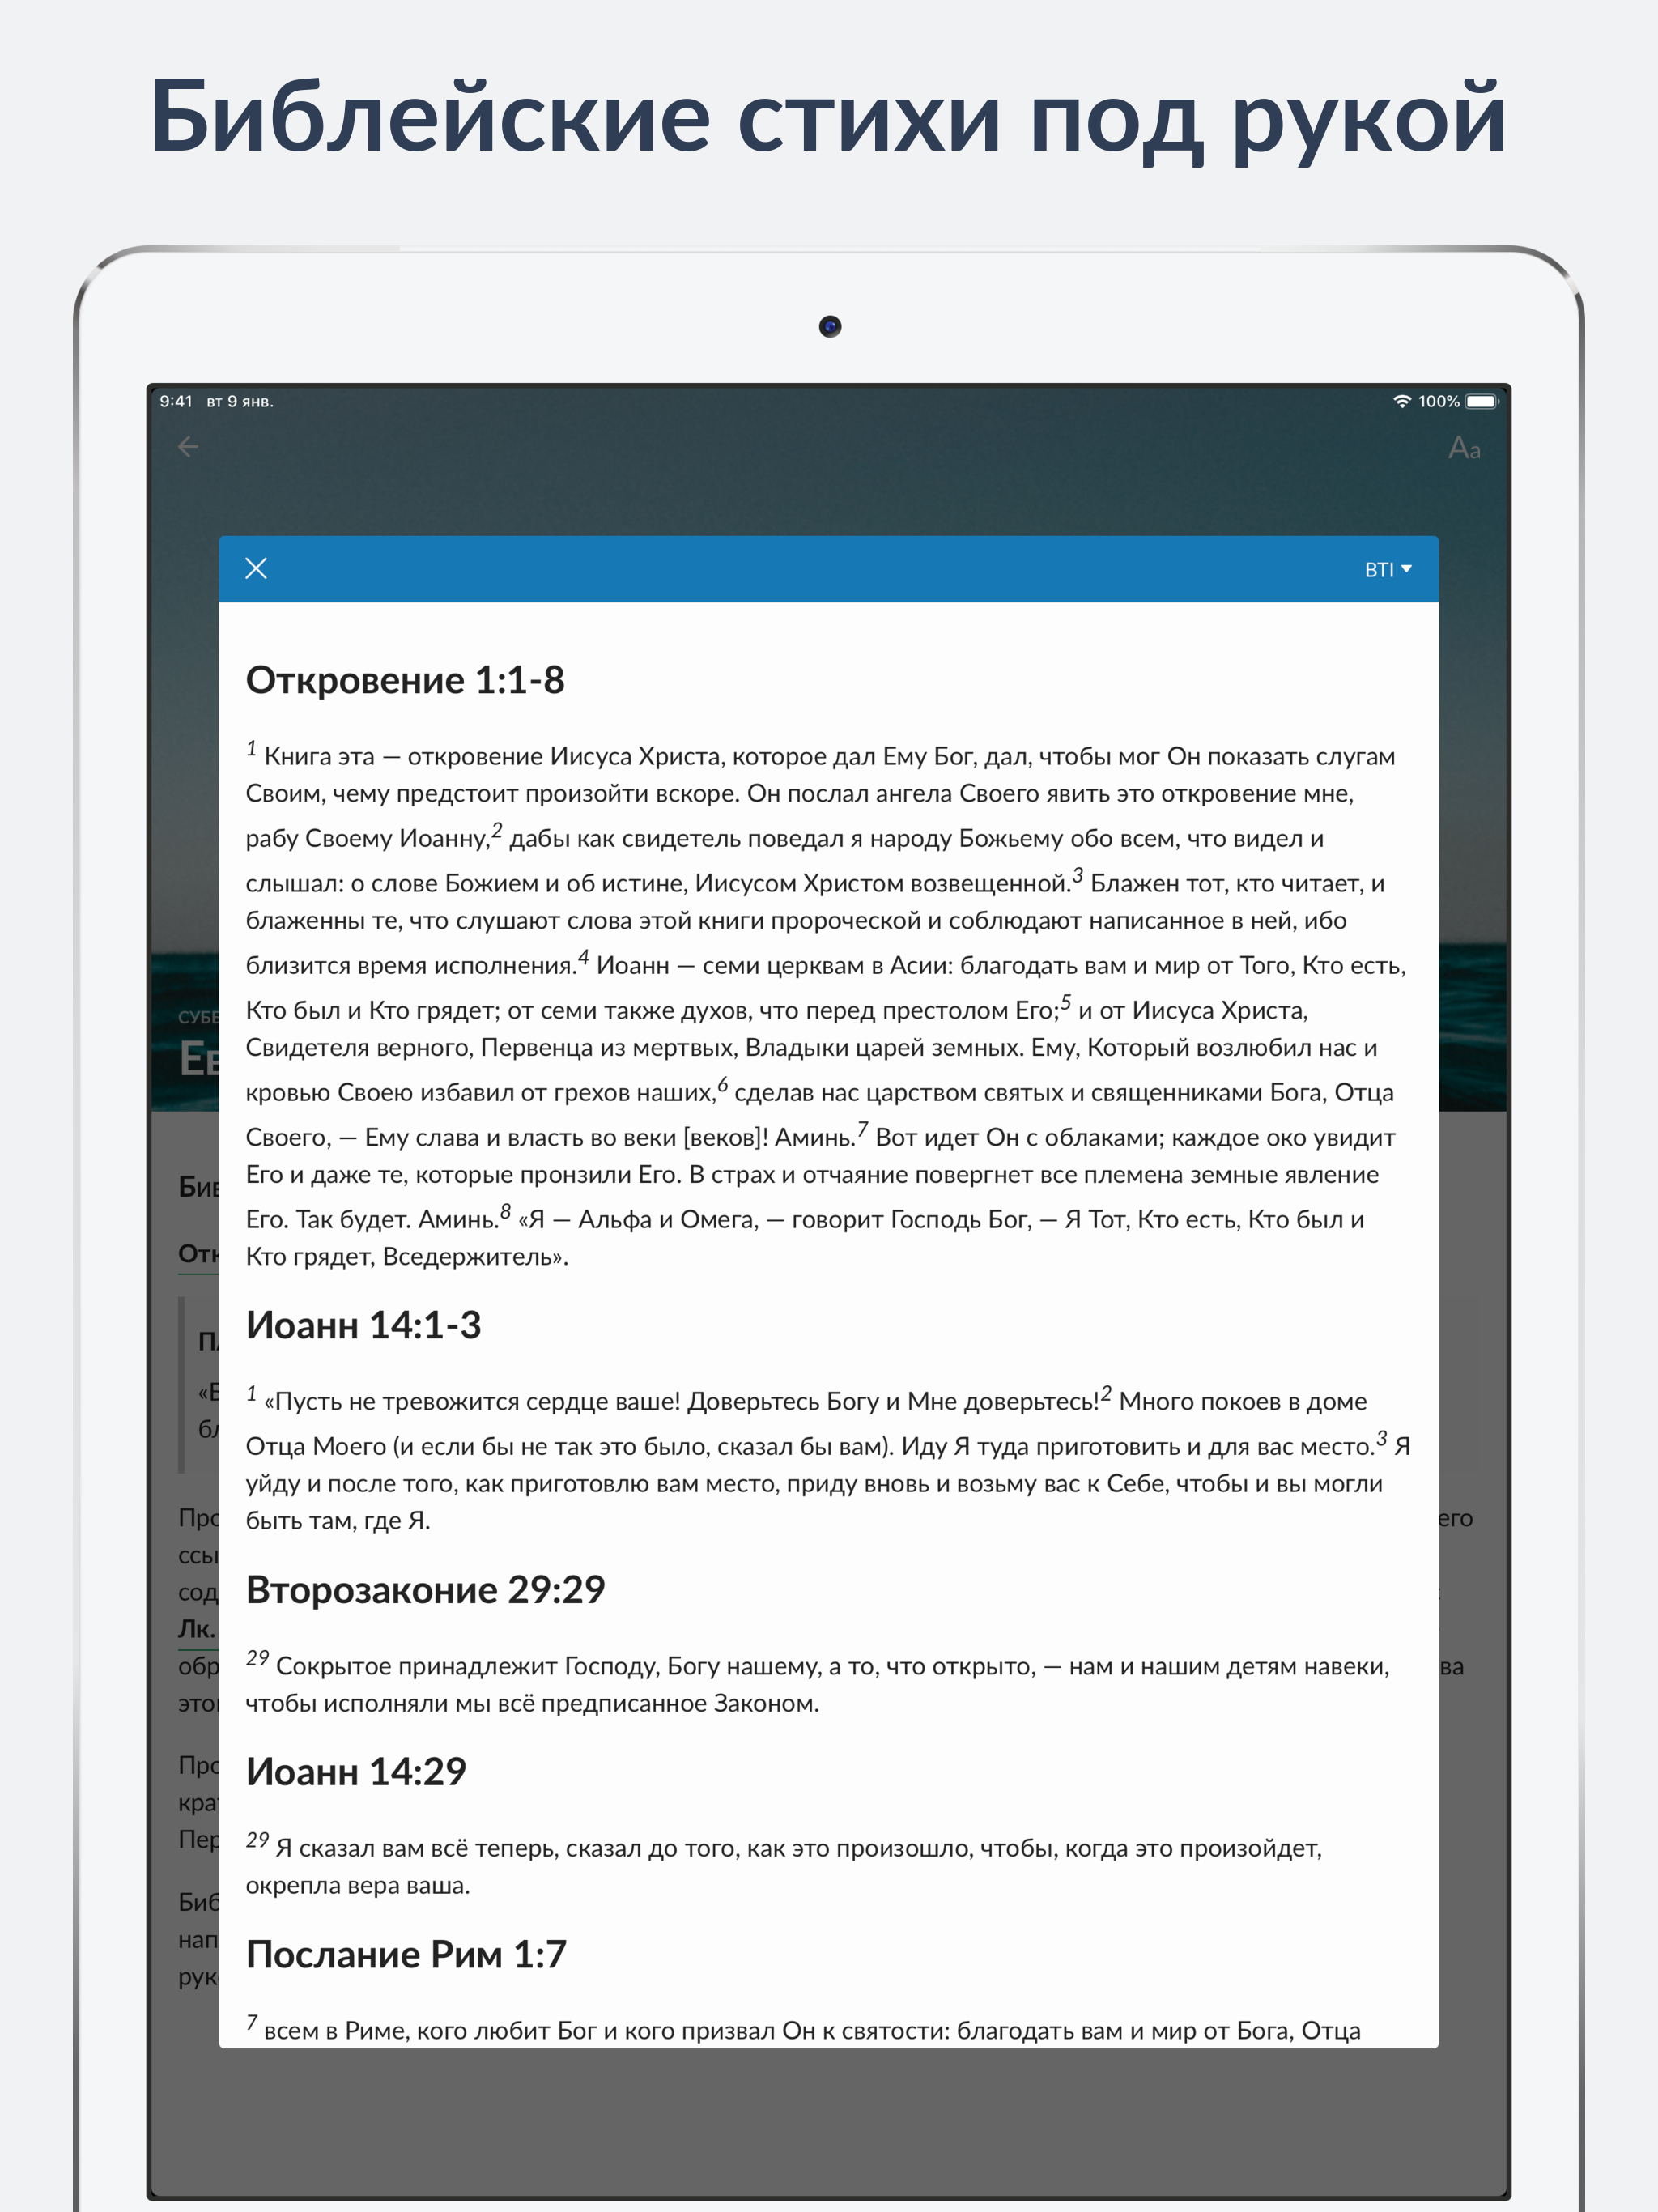 Библейские стихи под рукой
9:41 вт 9 янв. 100%
Aa
BTI
Откровение 1:1-8
1 Книга эта — откровение Иисуса Христа, которое дал Ему Бог, дал, чтобы мог Он показать слугам
Своим, чему предстоит произойти вскоре. Он послал ангела Своего явить это откровение мне,
рабу Своему Иоанну,2 дабы как свидетель поведал я народу Божьему обо всем, что видел и
слышал: о слове Божием и об истине, Иисусом Христом возвещенной.3 Блажен тот, кто читает, и
блаженны те, что слушают слова этой книги пророческой и соблюдают написанное в ней, ибо
близится время исполнения.4 Иоанн — семи церквам в Асии: благодать вам и мир от Того, Кто есть,
Кто был и Кто грядет; от семи также духов, что перед престолом Его;5 и от Иисуса Христа,
Свидетеля верного, Первенца из мертвых, Владыки царей земных. Ему, Который возлюбил нас и
кровью Своею избавил от грехов наших,6 сделав нас царством святых и священниками Бога, Отца
Своего, — Ему слава и власть во веки [веков]! Аминь.7 Вот идет Он с облаками; каждое око увидит
Его и даже те, которые пронзили Его. В страх и отчаяние повергнет все племена земные явление
Его. Так будет. Аминь.8 «Я — Альфа и Омега, — говорит Господь Бог, — Я Тот, Кто есть, Кто был и
Кто грядет, Вседержитель».
Иоанн 14:1-3
1 «Пусть не тревожится сердце ваше! Доверьтесь Богу и Мне доверьтесь!2 Много покоев в доме
Отца Моего (и если бы не так это было, сказал бы вам). Иду Я туда приготовить и для вас место.3 Я
уйду и после того, как приготовлю вам место, приду вновь и возьму вас к Себе, чтобы и вы могли
быть там, где Я.
Второзаконие 29:29
29 Сокрытое принадлежит Господу, Богу нашему, а то, что открыто, — нам и нашим детям навеки,
чтобы исполняли мы всё предписанное Законом.
Иоанн 14:29
29 Я сказал вам всё теперь, сказал до того, как это произошло, чтобы, когда это произойдет,
окрепла вера ваша.
Послание Рим 1:7
7 всем в Риме, кого любит Бог и кого призвал Он к святости: благодать вам и мир от Бога, Отца
Лк.